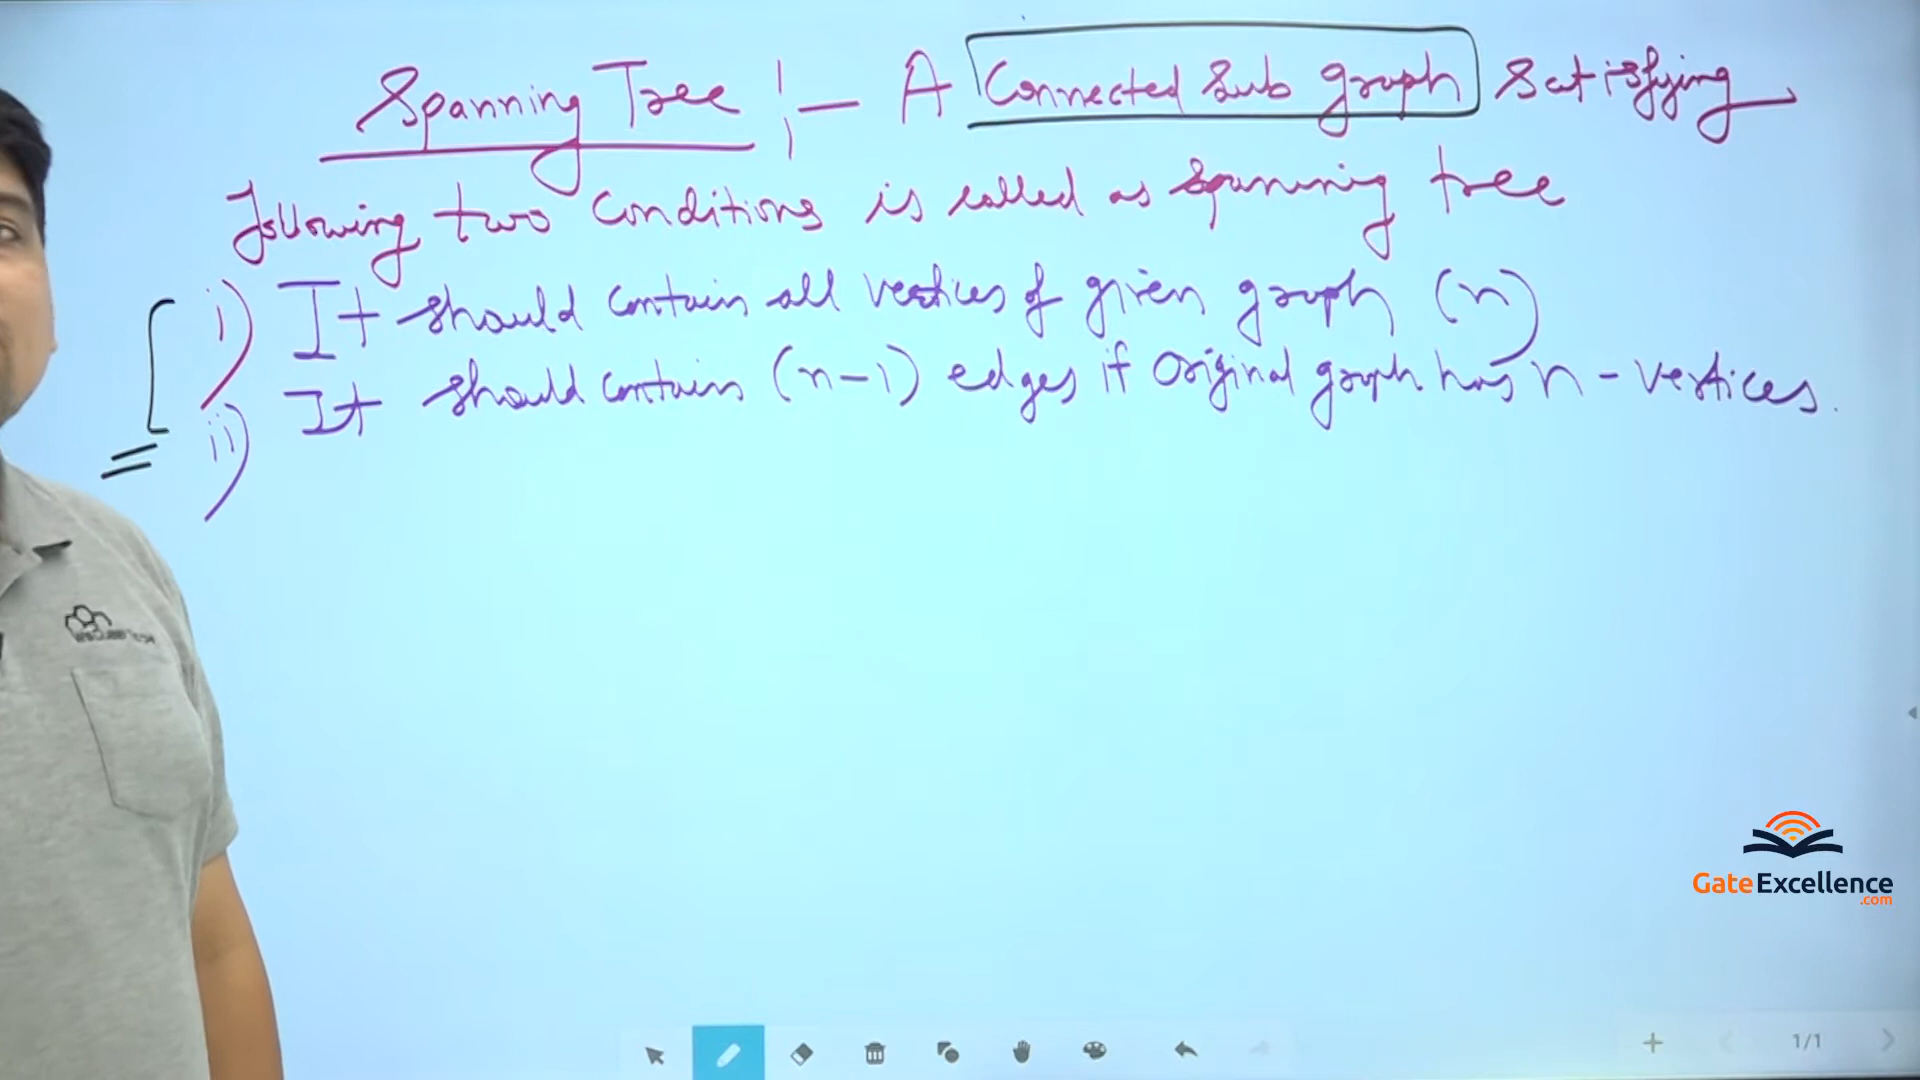 Spanning Tree :- A Connected Sub graph Satisfying
following two conditions is called as spanning tree
i) It should contain all vertices of given graph (n)
ii) It should contain (n-1) edges if original graph has n - vertices.
GateExcellence
.com
1/1